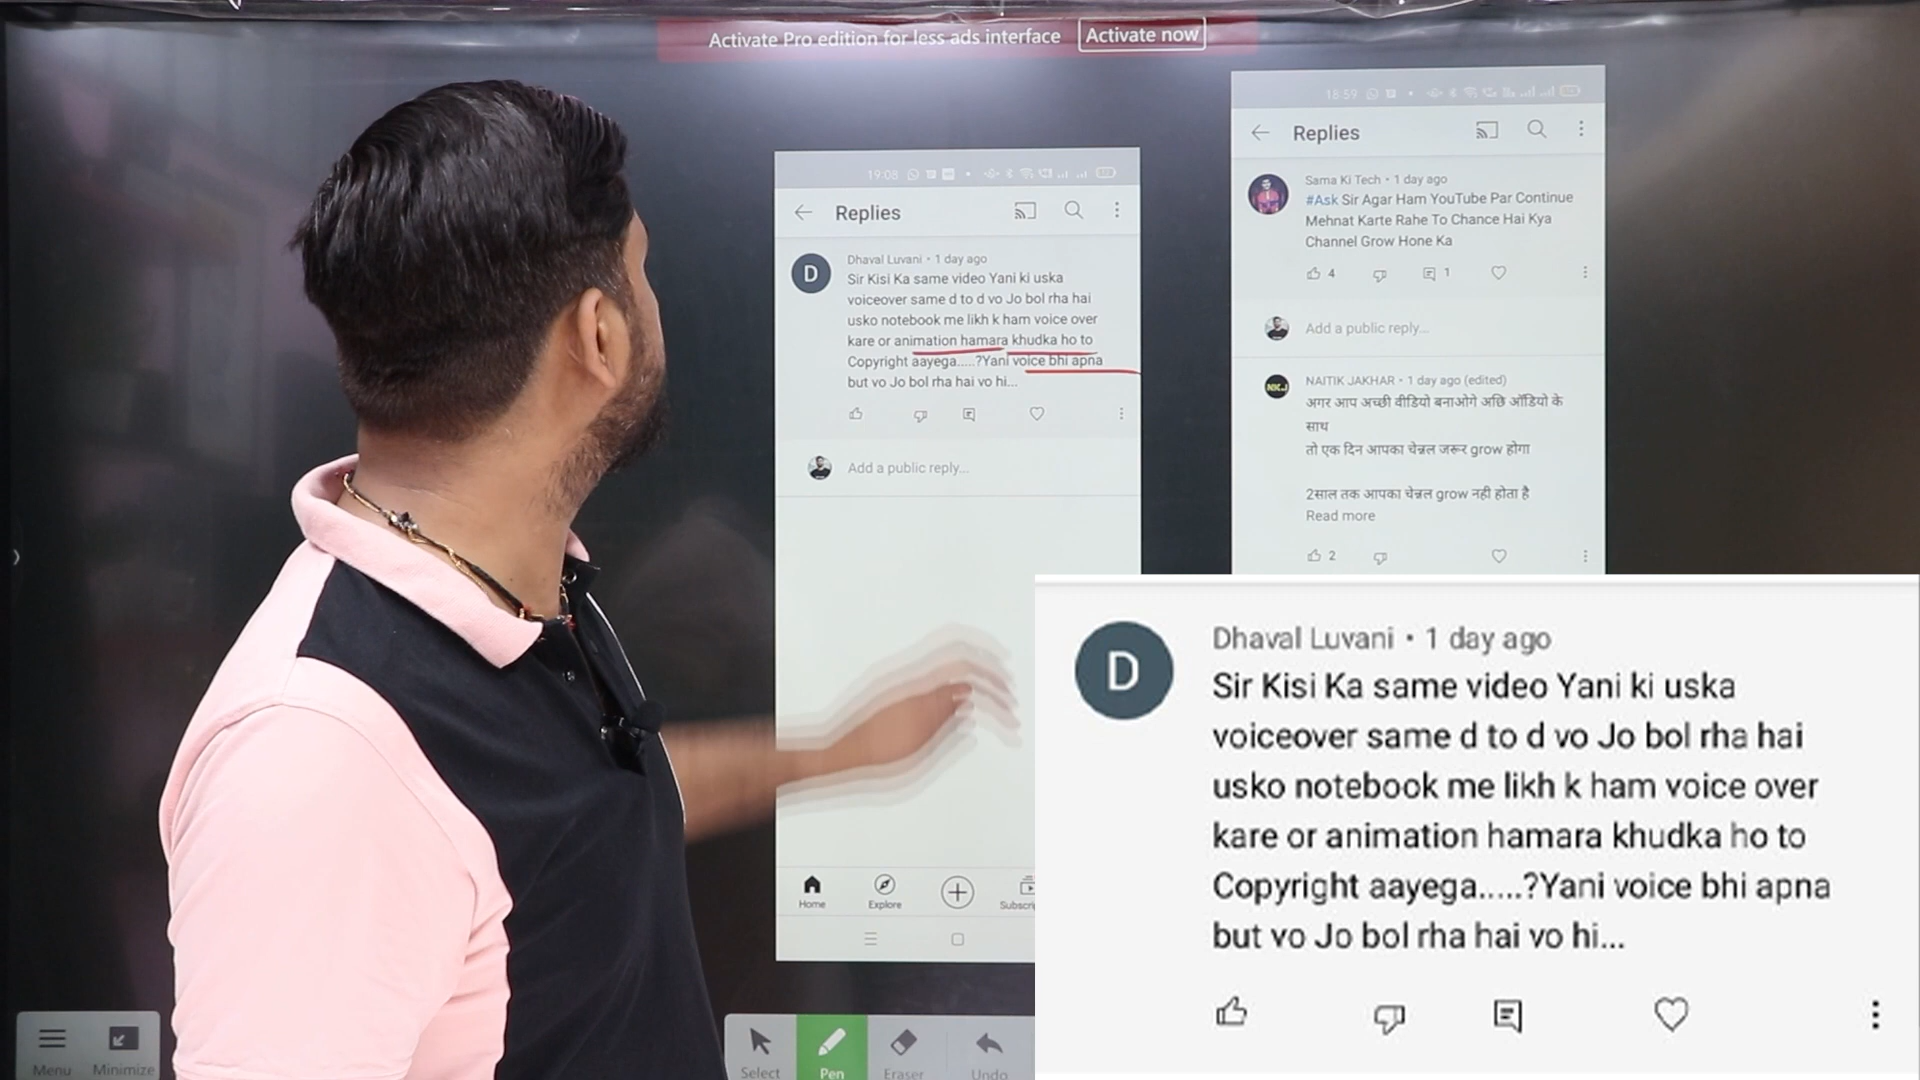 Activate Pro edition for less ads interface
Activate now
19:08
Replies
Dhaval Luvani • 1 day ago
D
Sir Kisi Ka same video Yani ki uska
voiceover same d to d vo Jo bol rha hai
usko notebook me likh k ham voice over
kare or animation hamara khudka ho to
Copyright aayega.....?Yani voice bhi apna
but vo Jo bol rha hai vo hi...
Add a public reply...
Home
Explore
18:59
Replies
Sama Ki Tech • 1 day ago
#Ask Sir Agar Ham YouTube Par Continue
Mehnat Karte Rahe To Chance Hai Kya
Channel Grow Hone Ka
4
1
Add a public reply...
NKJ
NAITIK JAKHAR • 1 day ago (edited)
अगर आप अच्छी वीडियो बनाओगे अछि ऑडियो के
साथ
तो एक दिन आपका चेन्नल जरूर grow होगा
2साल तक आपका चेन्नल grow नही होता है
Read more
2
D
Dhaval Luvani • 1 day ago
Sir Kisi Ka same video Yani ki uska
voiceover same d to d vo Jo bol rha hai
usko notebook me likh k ham voice over
kare or animation hamara khudka ho to
Copyright aayega.....?Yani voice bhi apna
but vo Jo bol rha hai vo hi...
Menu
Minimize
Select
Pen
Eraser
Undo